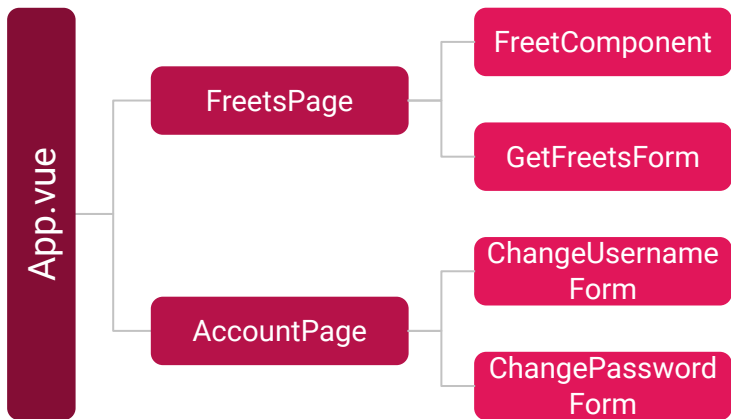 App.vue
FreetsPage
FreetComponent
GetFreetsForm
AccountPage
ChangeUsername
Form
ChangePassword
Form